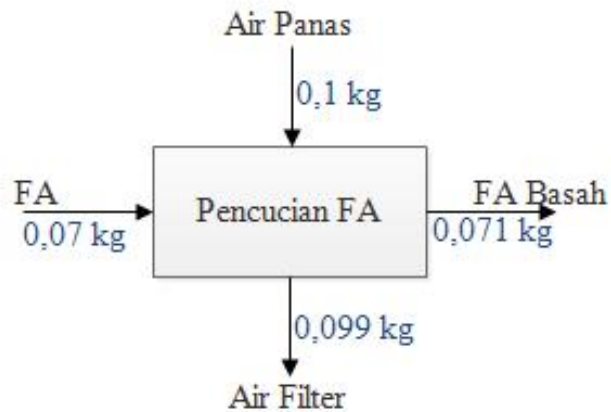 Air Panas
0,1 kg
FA
0,07 kg
Pencucian FA
FA Basah
0,071 kg
0,099 kg
Air Filter